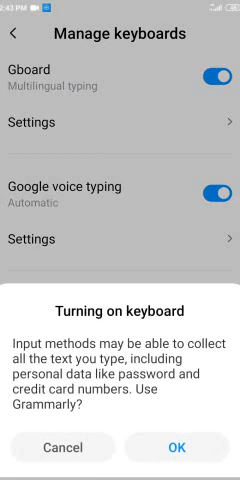 2:43 PM
Manage keyboards
Gboard
Multilingual typing
Settings
Google voice typing
Automatic
Settings
Turning on keyboard
Input methods may be able to collect
all the text you type, including
personal data like password and
credit card numbers. Use
Grammarly?
Cancel
OK